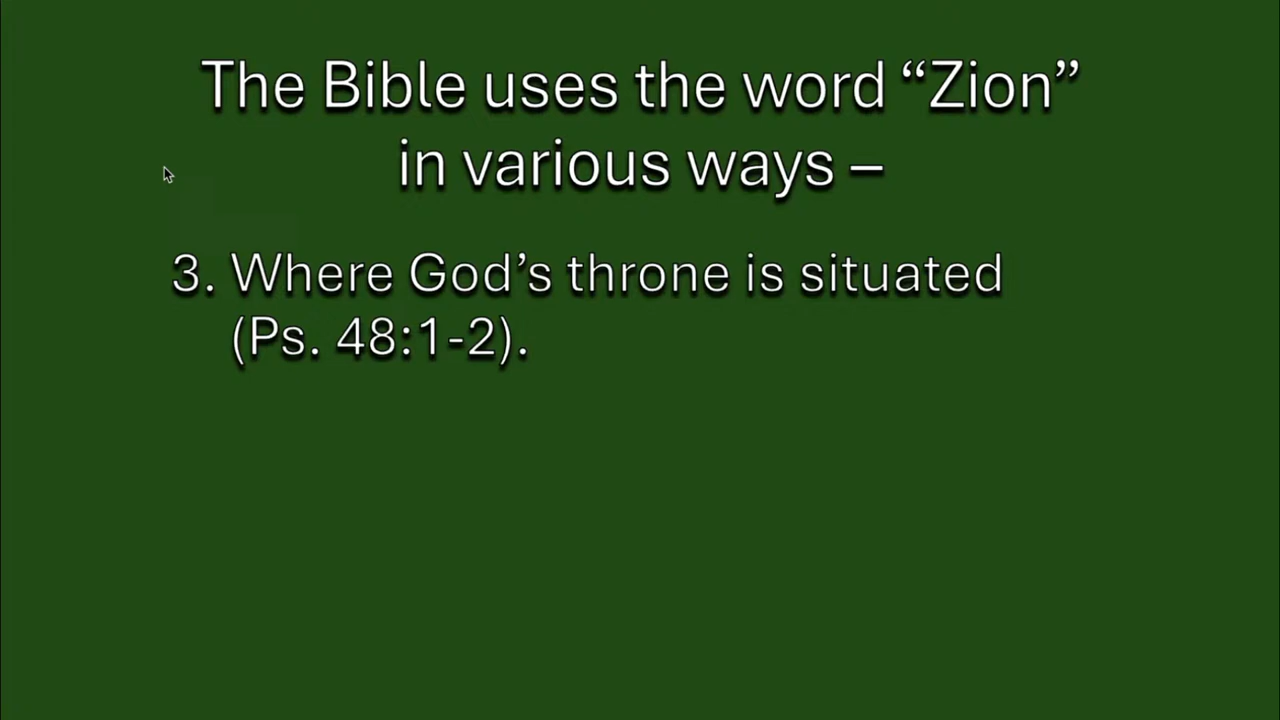 The Bible uses the word “Zion”
in various ways –
3. Where God’s throne is situated
(Ps. 48:1-2).